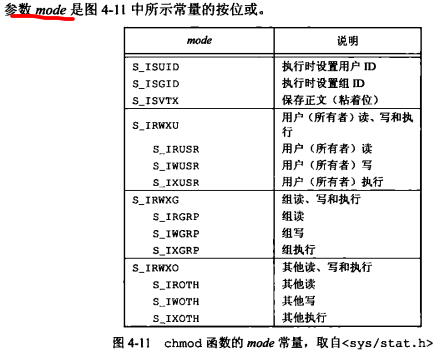 参数 mode 是图 4-11 中所示常量的按位或。
mode 说明
S_ISUID 执行时设置用户 ID
S_ISGID 执行时设置组 ID
S_ISVTX 保存正文（粘着位）
S_IRWXU 用户（所有者）读、写和执
行
S_IRUSR 用户（所有者）读
S_IWUSR 用户（所有者）写
S_IXUSR 用户（所有者）执行
S_IRWXG 组读、写和执行
S_IRGRP 组读
S_IWGRP 组写
S_IXGRP 组执行
S_IRWXO 其他读、写和执行
S_IROTH 其他读
S_IWOTH 其他写
S_IXOTH 其他执行
图 4-11 chmod 函数的 mode 常量，取自<sys/stat.h>